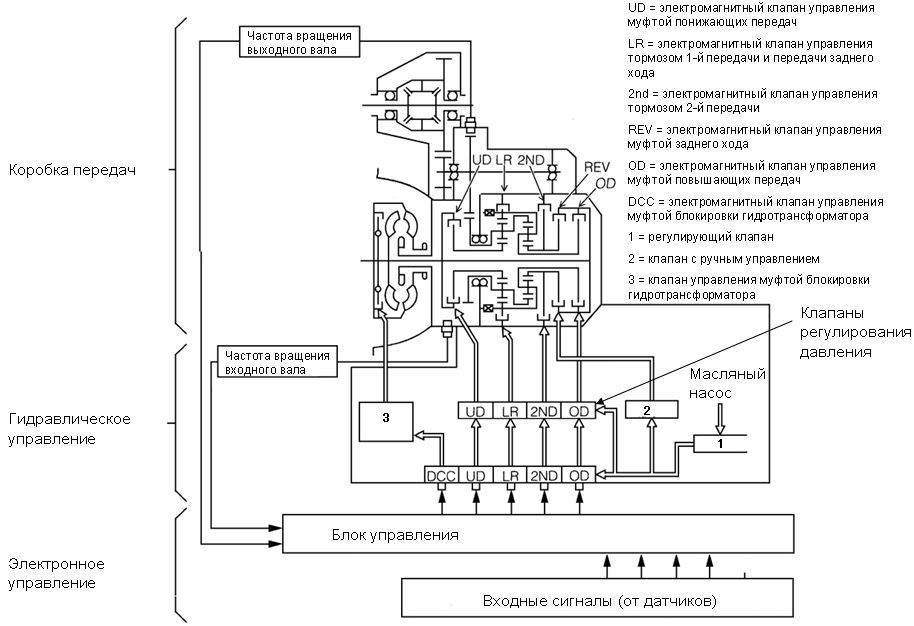 UD = электромагнитный клапан управления
муфтой понижающих передач
LR = электромагнитный клапан управления
тормозом 1-й передачи и передачи заднего
хода
2nd = электромагнитный клапан управления
тормозом 2-й передачи
REV = электромагнитный клапан управления
муфтой заднего хода
OD = электромагнитный клапан управления
муфтой повышающих передач
DCC = электромагнитный клапан управления
муфтой блокировки гидротрансформатора
1 = регулирующий клапан
2 = клапан с ручным управлением
3 = клапан управления муфтой блокировки
гидротрансформатора
Частота вращения
выходного вала
Коробка передач
UD LR 2ND
REV
OD
Клапаны
регулирования
давления
Частота вращения
входного вала
Масляный
насос
Гидравлическое
управление
3
UD LR 2ND OD
2
1
DCC UD LR 2ND OD
Блок управления
Электронное
управление
Входные сигналы (от датчиков)